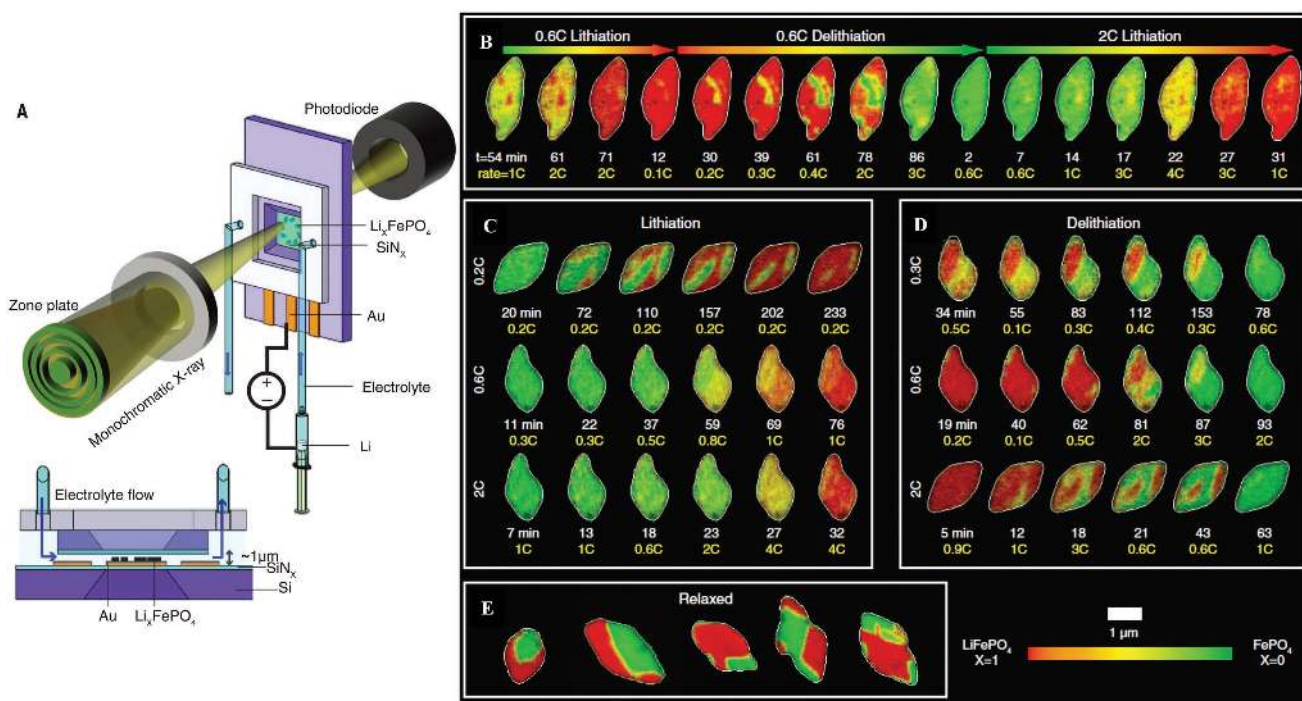 A
Photodiode
LiₓFePO₄
SiNₓ
Zone plate
Au
Monochromatic X-ray
Electrolyte
Li
Electrolyte flow
~1μm
SiNₓ
Si
Au
LiₓFePO₄
B
0.6C Lithiation
0.6C Delithiation
2C Lithiation
t=54 min 61 71 12 30 39 61 78 86 2 7 14 17 22 27 31
rate=1C 2C 2C 0.1C 0.2C 0.3C 0.4C 2C 3C 0.6C 0.6C 1C 3C 4C 3C 1C
C
Lithiation
0.2C
20 min 72 110 157 202 233
0.2C 0.2C 0.2C 0.2C 0.2C 0.2C
0.6C
11 min 22 37 59 69 76
0.3C 0.3C 0.5C 0.8C 1C 1C
2C
7 min 13 18 23 27 32
1C 1C 0.6C 2C 4C 4C
D
Delithiation
0.3C
34 min 55 83 112 153 78
0.5C 0.1C 0.3C 0.4C 0.3C 0.6C
0.6C
19 min 40 62 81 87 93
0.2C 0.1C 0.5C 2C 3C 2C
2C
5 min 12 18 21 43 63
0.9C 1C 3C 0.6C 0.6C 1C
E
Relaxed
1 μm
LiFePO₄
X=1
FePO₄
X=0